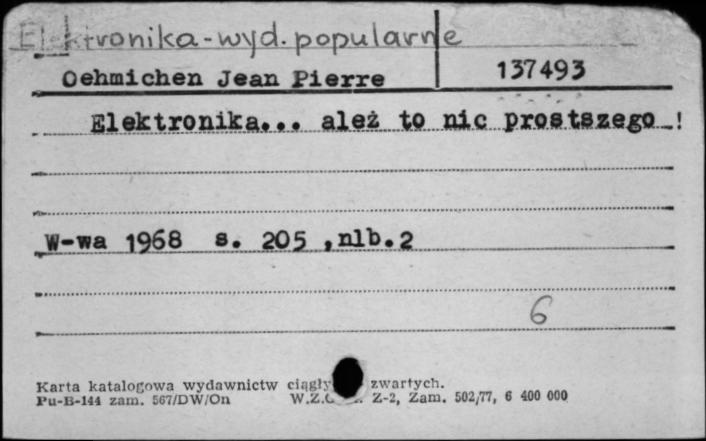 Elektronika-wyd. popularne
Oehmichen Jean Pierre 137493
Elektronika... ależ to nic prostszego !
W-wa 1968 s. 205 ,nlb.2
6
Karta katalogowa wydawnictw zwartych.
Pu-B-144 zam. 567/DW/On Z-2, Zam. 502/77, 6 400 000